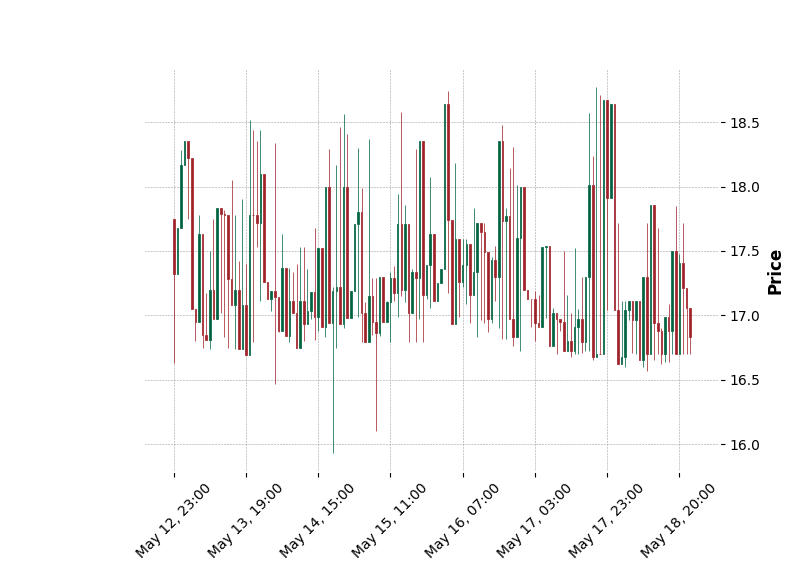 18.5
18.0
17.5
17.0
16.5
16.0
Price
May 12, 23:00
May 13, 19:00
May 14, 15:00
May 15, 11:00
May 16, 07:00
May 17, 03:00
May 17, 23:00
May 18, 20:00